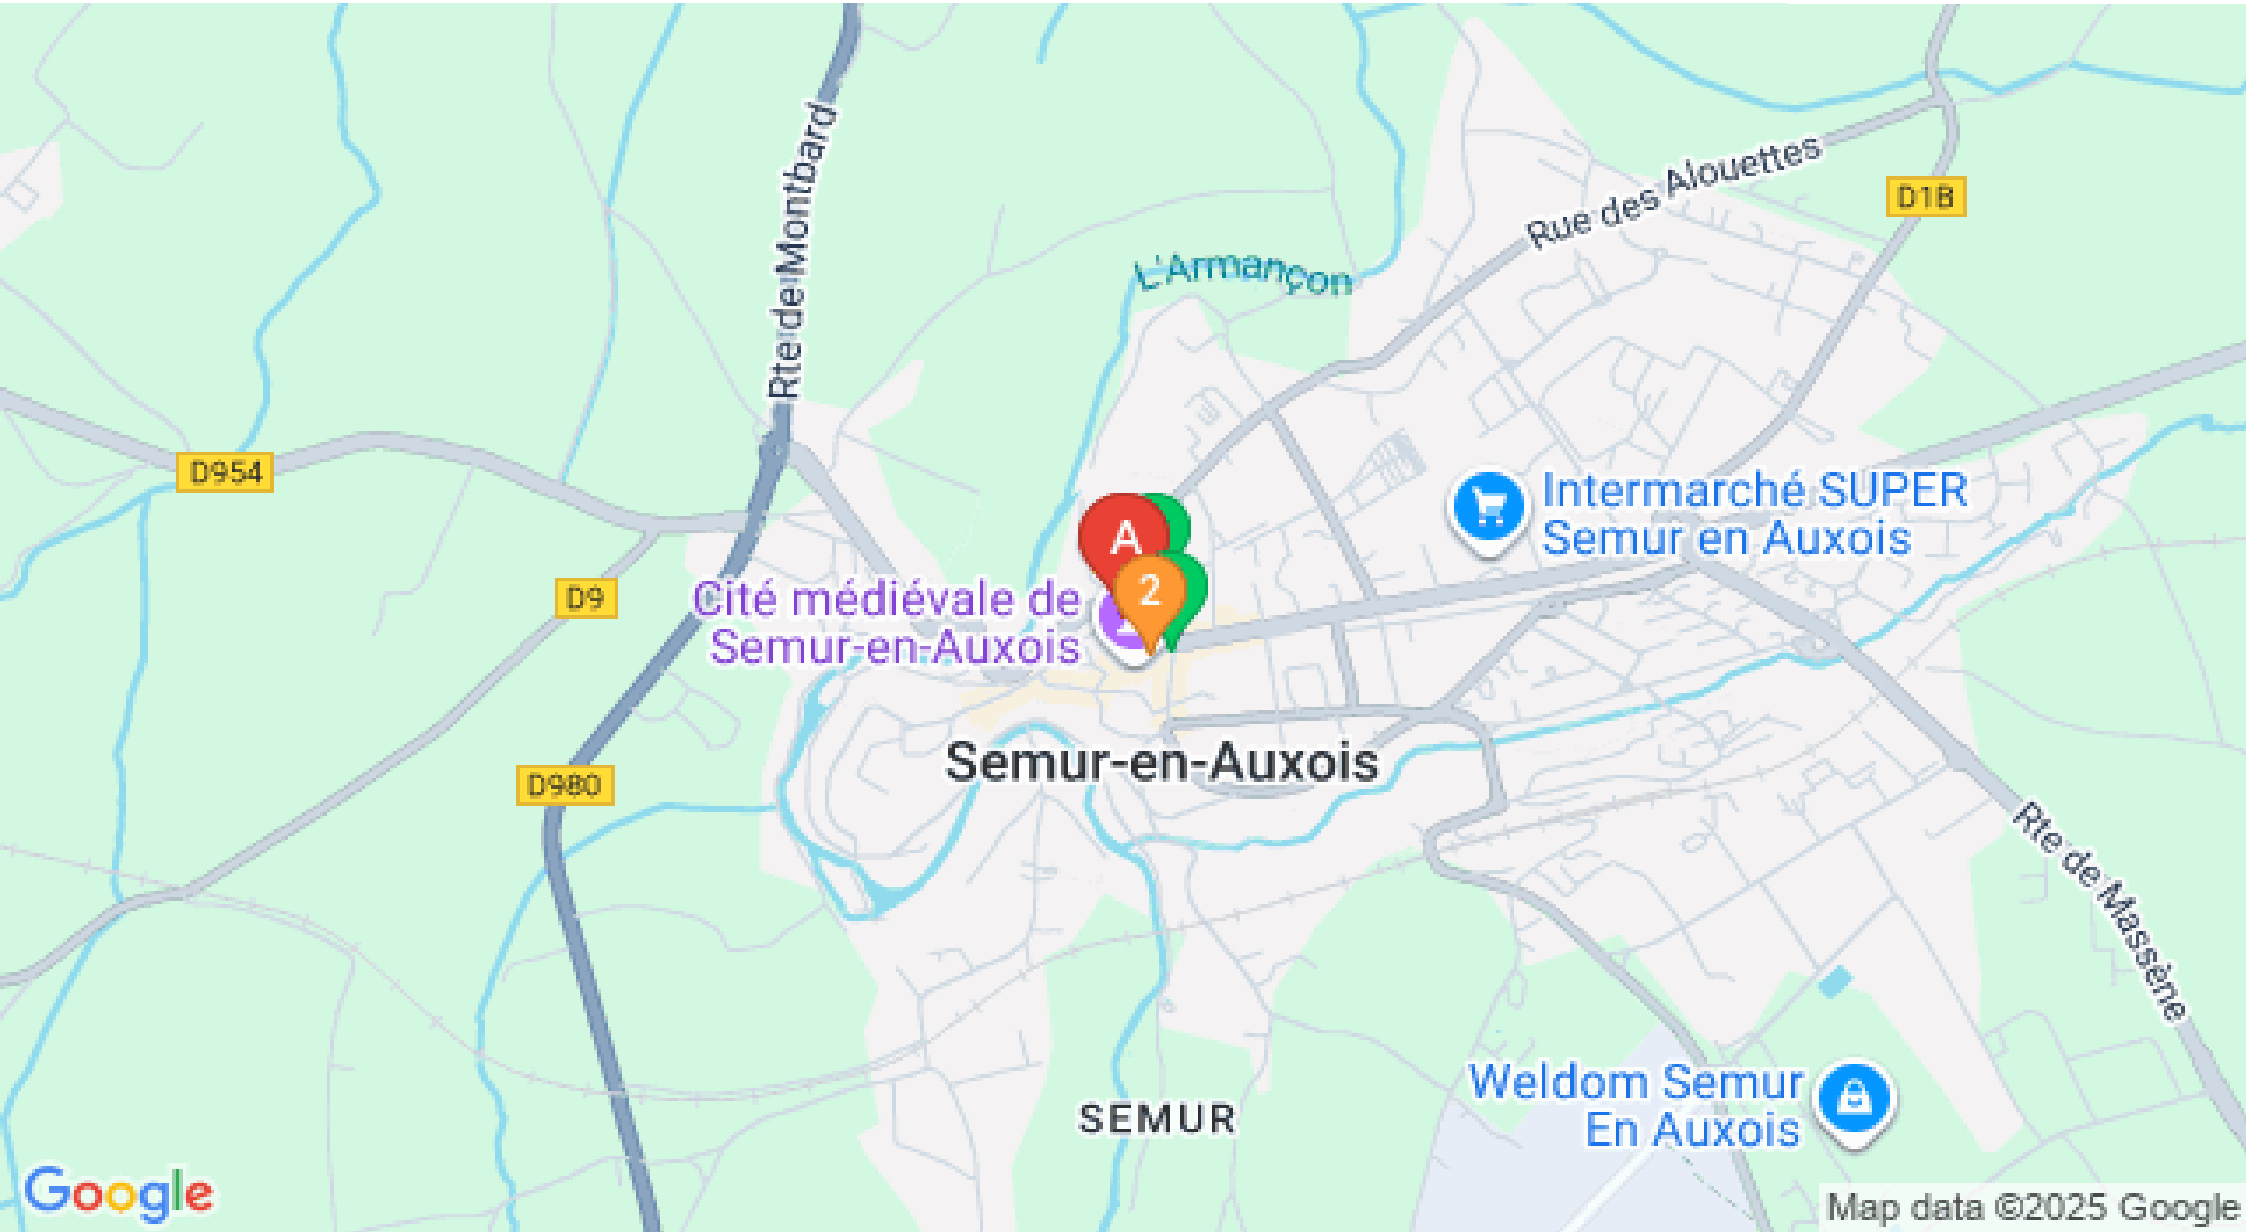 Rte de Montbard
Rue des Alouettes
D1B
L'Armançon
D954
Intermarché SUPER
Semur en Auxois
A
2
D9
Cité médiévale de
Semur-en-Auxois
Semur-en-Auxois
D980
Rte de Massène
Weldom Semur
En Auxois
SEMUR
Google
Map data ©2025 Google